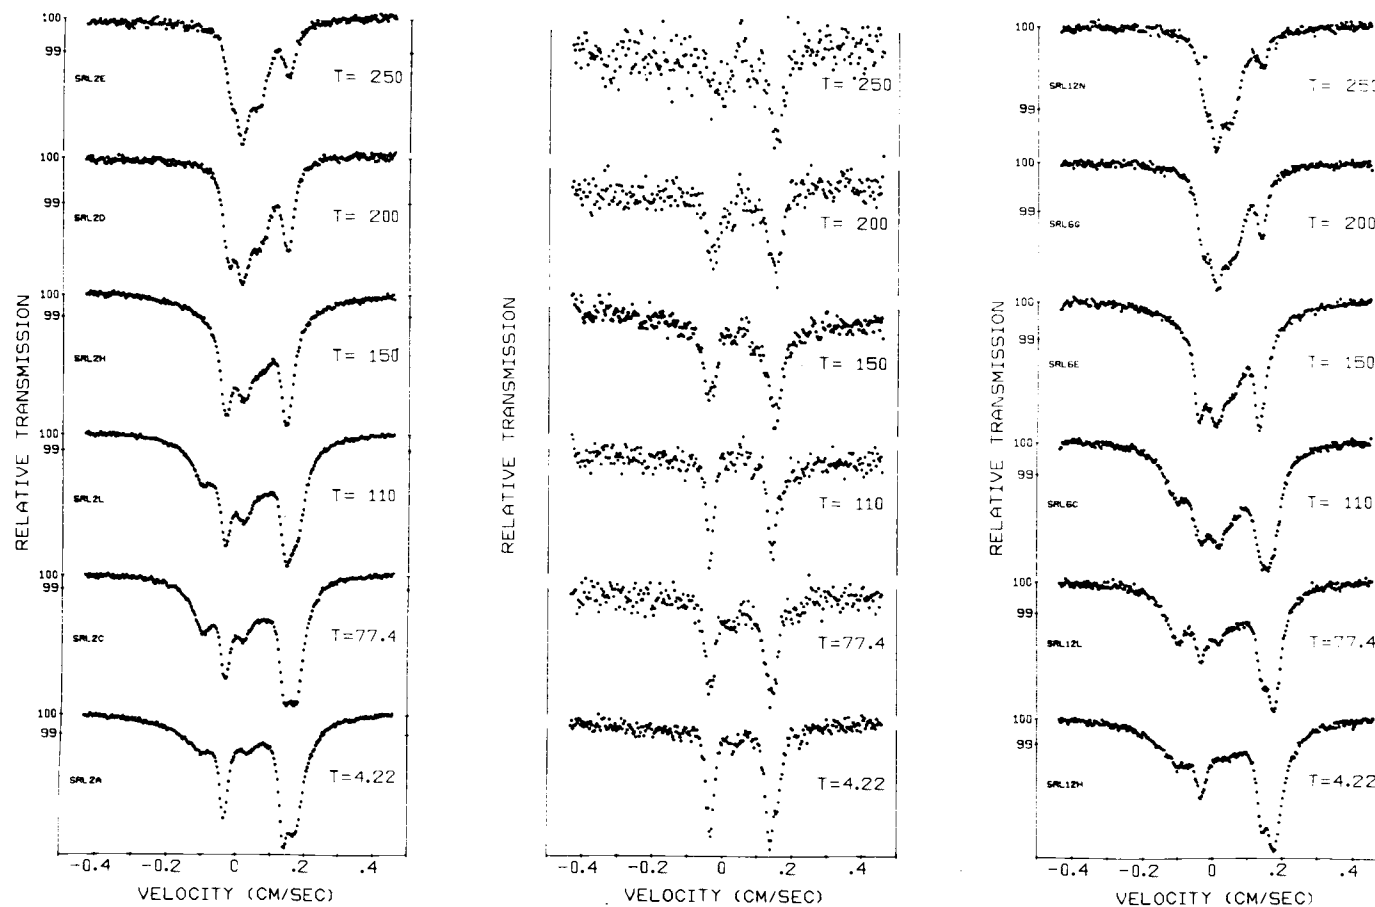 RELATIVE TRANSMISSION
100
99
SRL2E
T= 250
100
99
SRL2D
T= 200
100
99
SRL2H
T= 150
100
99
SRL2L
T= 110
100
99
SRL2C
T=77.4
100
99
SRL2A
T=4.22
-0.4 -0.2 0 .2 .4
VELOCITY (CM/SEC)
RELATIVE TRANSMISSION
T= 250
T= 200
T= 150
T= 110
T=77.4
T=4.22
-0.4 -0.2 0 .2 .4
VELOCITY (CM/SEC)
RELATIVE TRANSMISSION
100
99
SRL12N
T= 250
100
99
SRL6G
T= 200
100
99
SRL6E
T= 150
100
99
SRL6C
T= 110
100
99
SRL12L
T=77.4
100
99
SRL12H
T=4.22
-0.4 -0.2 0 .2 .4
VELOCITY (CM/SEC)